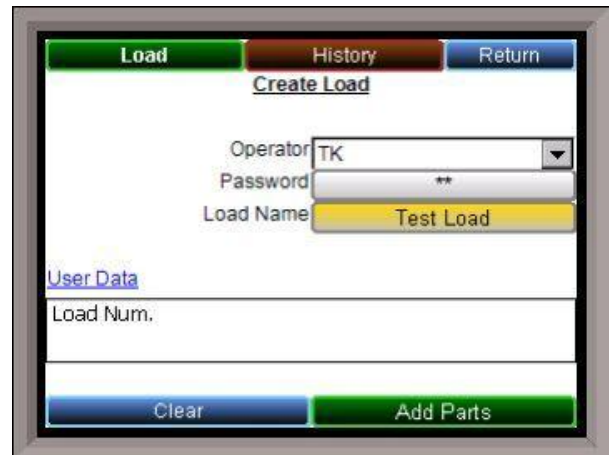 Load History Return
Create Load
Operator TK
Password **
Load Name Test Load
User Data
Load Num.
Clear Add Parts